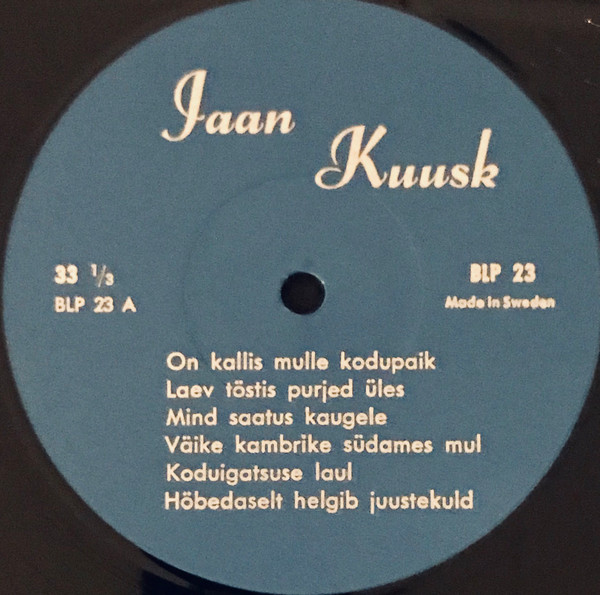 Jaan
Kuusk
33 1/3
BLP 23 A
BLP 23
Made in Sweden
On kallis mulle kodupaik
Laev töstis purjed üles
Mind saatus kaugele
Väike kambrike südames mul
Koduigatsuse laul
Höbedaselt helgib juustekuld